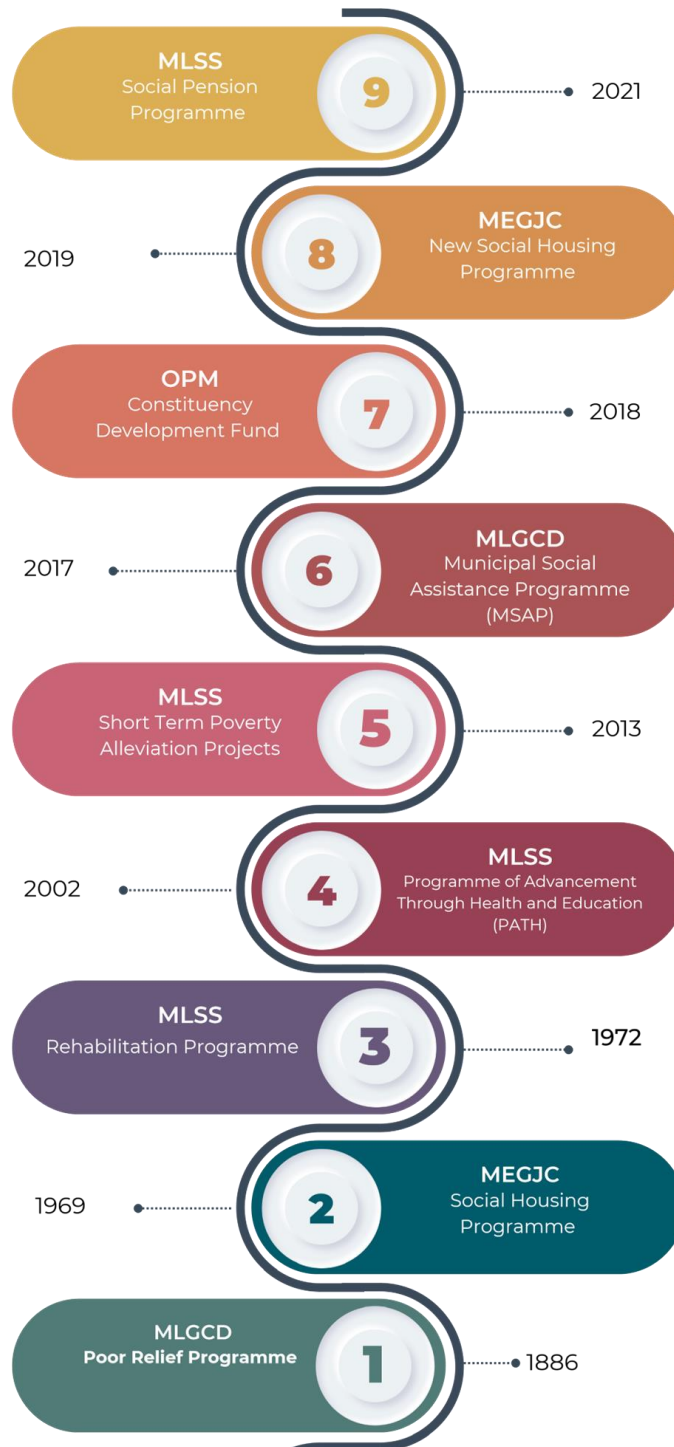 MLSS
Social Pension
Programme
9
2021
2019
8
MEGJC
New Social Housing
Programme
OPM
Constituency
Development Fund
7
2018
2017
6
MLGCD
Municipal Social
Assistance Programme
(MSAP)
MLSS
Short Term Poverty
Alleviation Projects
5
2013
2002
4
MLSS
Programme of Advancement
Through Health and Education
(PATH)
MLSS
Rehabilitation Programme
3
1972
1969
2
MEGJC
Social Housing
Programme
MLGCD
Poor Relief Programme
1
1886